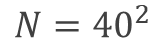 N = 40²